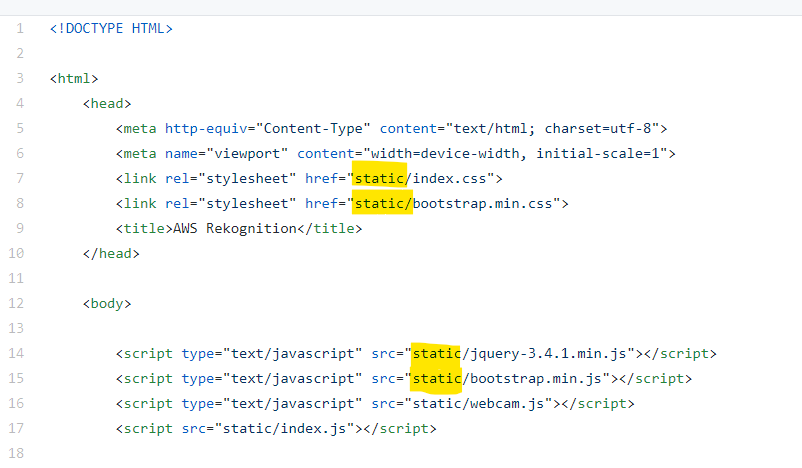 1 <!DOCTYPE HTML>
2
3 <html>
4 <head>
5 <meta http-equiv="Content-Type" content="text/html; charset=utf-8">
6 <meta name="viewport" content="width=device-width, initial-scale=1">
7 <link rel="stylesheet" href="static/index.css">
8 <link rel="stylesheet" href="static/bootstrap.min.css">
9 <title>AWS Rekognition</title>
10 </head>
11
12 <body>
13
14 <script type="text/javascript" src="static/jquery-3.4.1.min.js"></script>
15 <script type="text/javascript" src="static/bootstrap.min.js"></script>
16 <script type="text/javascript" src="static/webcam.js"></script>
17 <script src="static/index.js"></script>
18